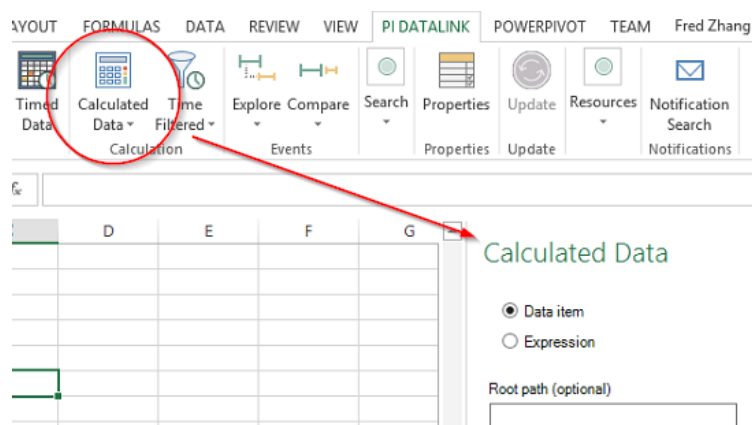 AYOUT FORMULAS DATA REVIEW VIEW PI DATALINK POWERPIVOT TEAM Fred Zhang
Timed Data
Calculated Data
Time Filtered
Explore
Compare
Search
Properties
Update
Resources
Notification Search
Calculation
Events
Properties
Update
Notifications
fx
D E F G
Calculated Data
Data item
Expression
Root path (optional)